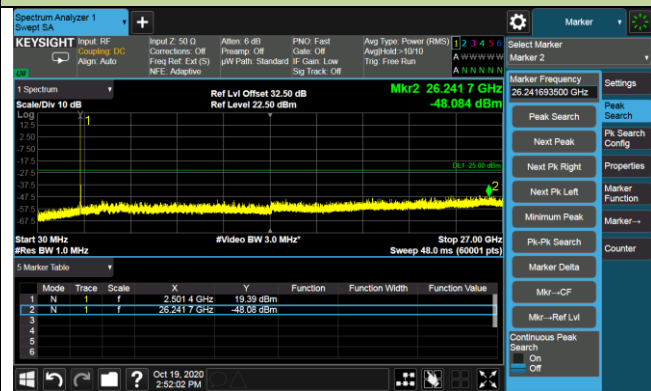 Spectrum Analyzer 1
Swept SA
Marker
KEYSIGHT
Input: RF
Coupling: DC
Align: Auto
Input Z: 50 Ω
Corrections: Off
Freq Ref: Ext (S)
NFE: Adaptive
Atten: 6 dB
Preamp: Off
µW Path: Standard
PNO: Fast
Gate: Off
IF Gain: Low
Sig Track: Off
Avg Type: Power (RMS)
Avg|Hold:>10/10
Trig: Free Run
1 2 3 4 5 6
A W W W W W
A N N N N N
Select Marker
Marker 2
Marker Frequency
26.241693500 GHz
Settings
Peak Search
Next Peak
Next Pk Right
Next Pk Left
Minimum Peak
Pk-Pk Search
Marker Delta
Mkr→CF
Mkr→Ref Lvl
Continuous Peak
Search
On
Off
Peak
Search
Pk Search
Config
Properties
Marker
Function
Marker→
Counter
1 Spectrum
Scale/Div 10 dB
Ref Lvl Offset 32.50 dB
Ref Level 22.50 dBm
Mkr2 26.241 7 GHz
-48.084 dBm
Log
12.5
2.50
-7.50
-17.5
-27.5
-37.5
-47.5
-57.5
-67.5
1
DL1 -25.00 dBm
2
Start 30 MHz
#Res BW 1.0 MHz
#Video BW 3.0 MHz*
Stop 27.00 GHz
Sweep 48.0 ms (60001 pts)
5 Marker Table
Mode Trace Scale X Y Function Function Width Function Value
1 N 1 f 2.501 4 GHz 19.39 dBm
2 N 1 f 26.241 7 GHz -48.08 dBm
3
4
5
6
Oct 19, 2020
2:52:02 PM